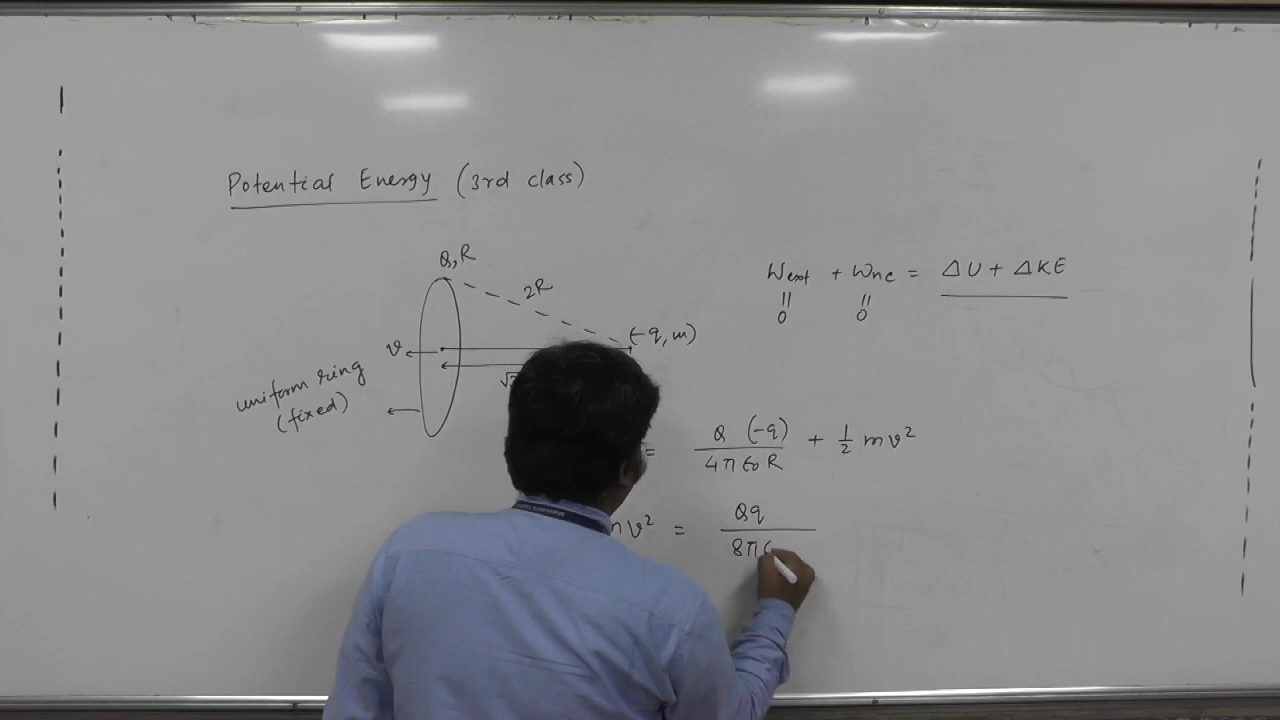 Potential Energy (3rd class)
Q, R
2R
(-q, m)
v
√
uniform ring
(fixed)
Wext + Wnc = ΔU + ΔKE
0 0
= Q (-q) / 4π ε0 R + 1/2 mv²
mv² = Qq / 8π